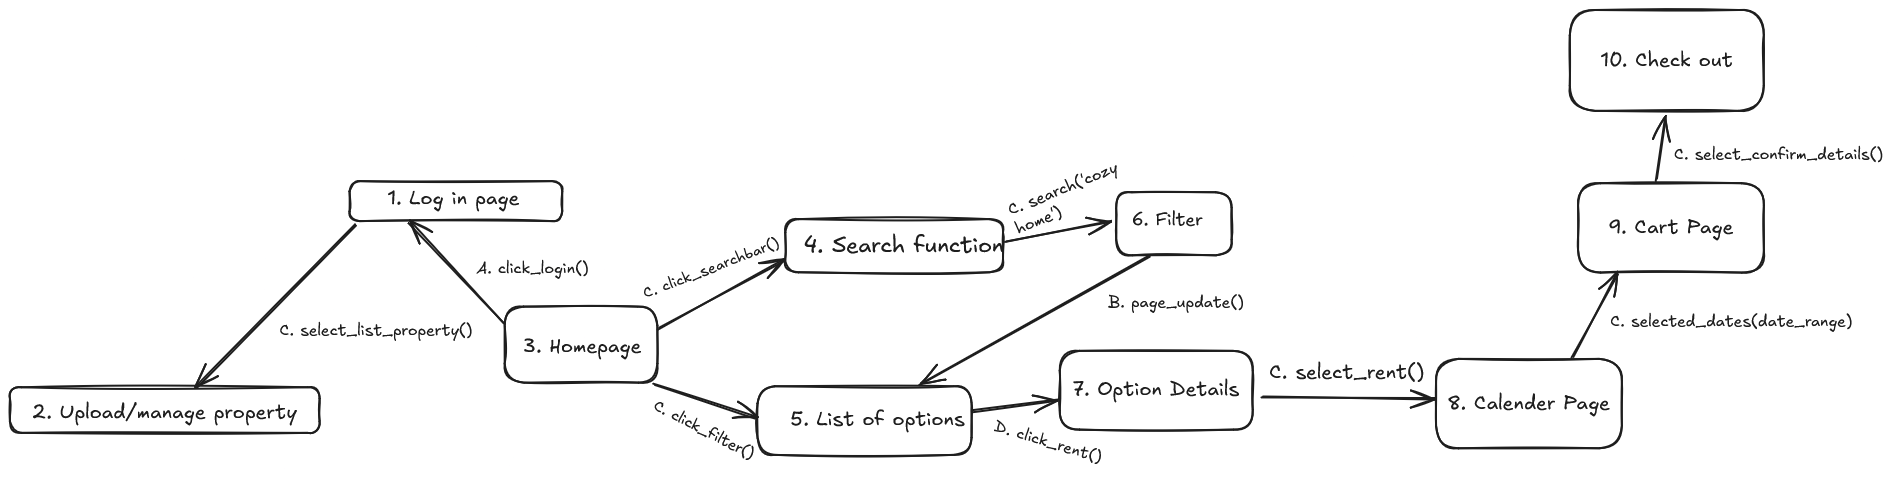 10. Check out
C. select_confirm_details()
1. Log in page
C. search('cozy
home')
6. Filter
9. Cart Page
4. Search function
A. click_login()
C. click_searchbar()
B. page_update()
C. selected_dates(date_range)
C. select_list_property()
3. Homepage
C. select_rent()
7. Option Details
8. Calender Page
2. Upload/manage property
C. click_filter()
5. List of options
D. click_rent()